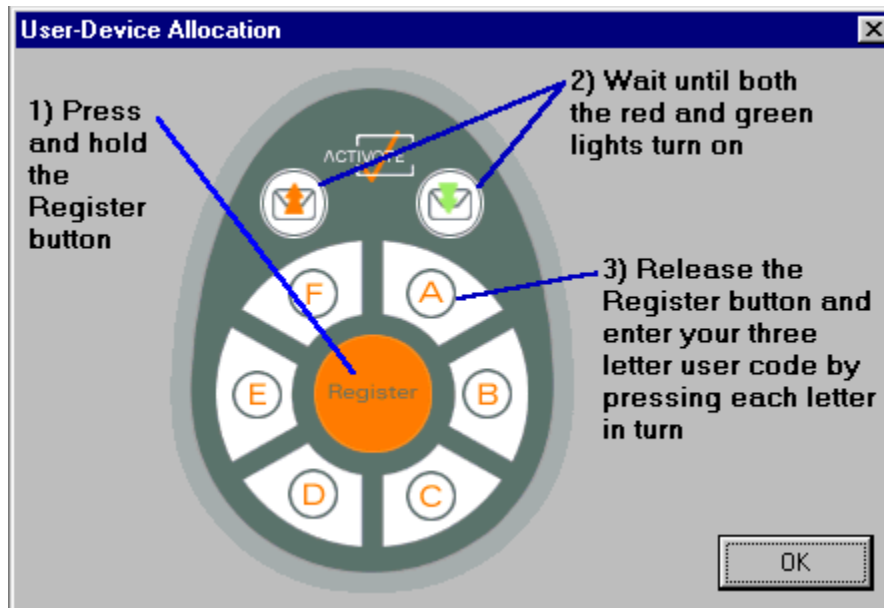 User-Device Allocation
1) Press
and hold
the
Register
button
2) Wait until both
the red and green
lights turn on
ACTIVOTE
F
A
3) Release the
Register button and
enter your three
letter user code by
pressing each letter
in turn
E
Register
B
D
C
OK